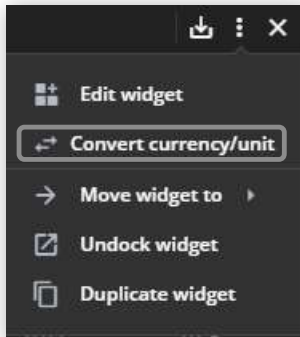 Edit widget
Convert currency/unit
Move widget to
Undock widget
Duplicate widget